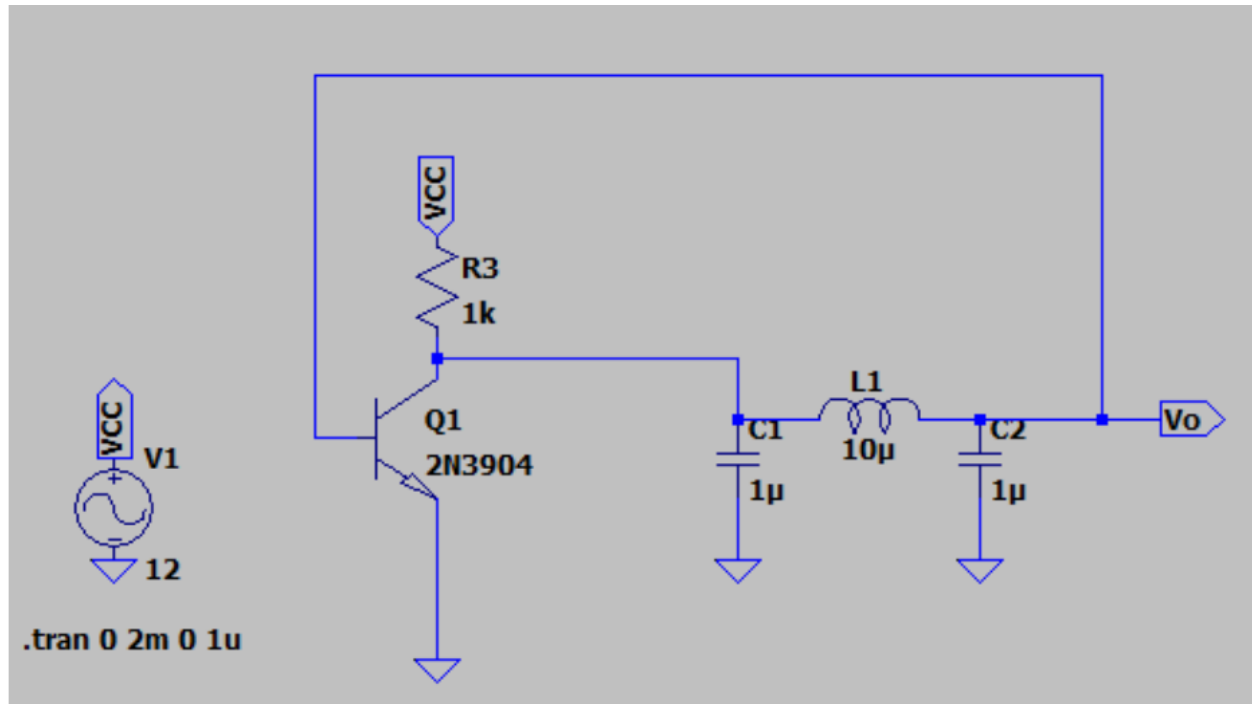 VCC
R3
1k
L1
10µ
C1
1µ
C2
1µ
Vo
Q1
2N3904
VCC
V1
12
.tran 0 2m 0 1u